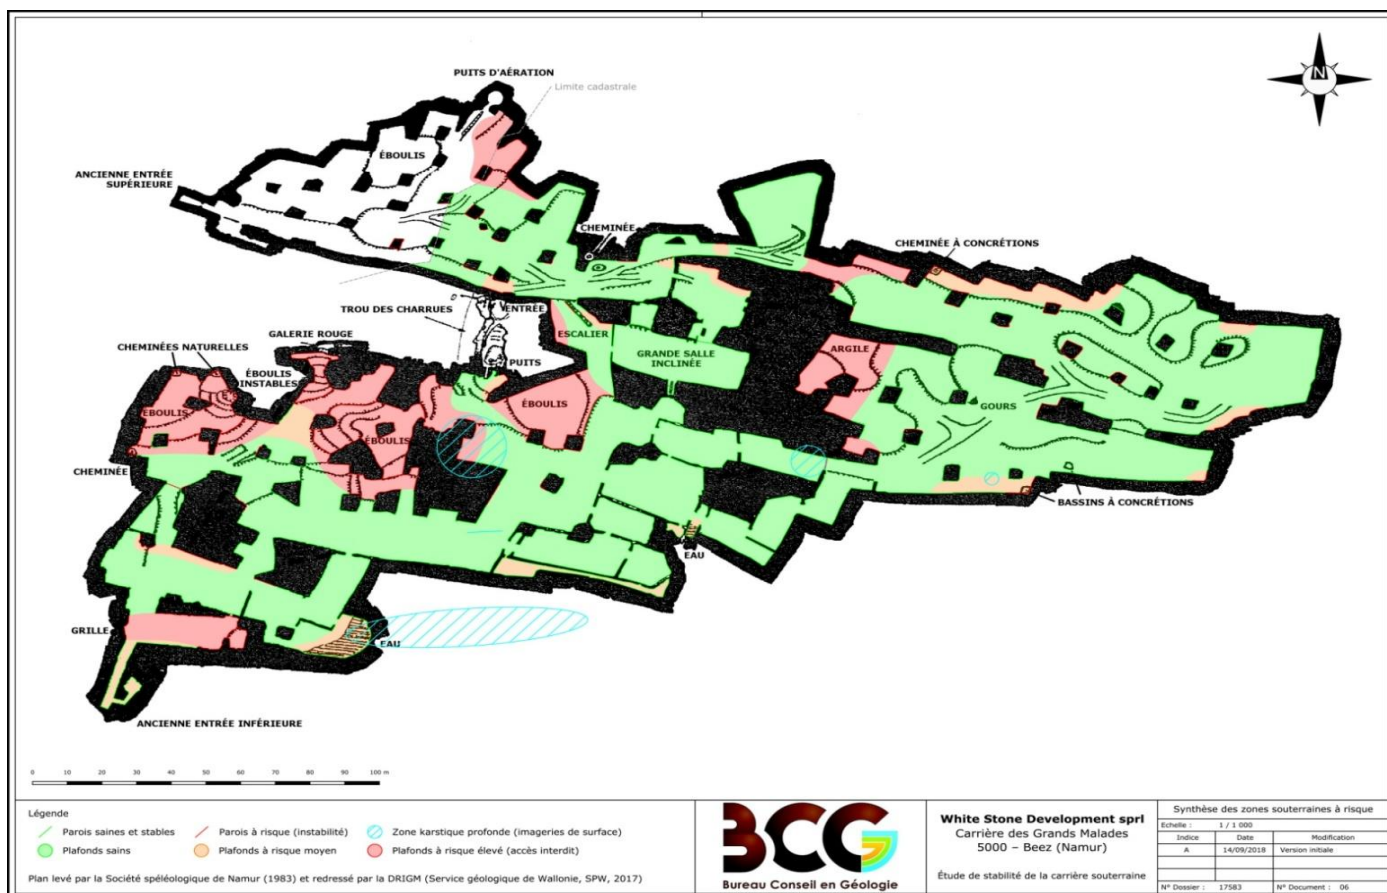 PUITS D'AÉRATION
Limite cadastrale
N
ÉBOULIS
ANCIENNE ENTRÉE
SUPÉRIEURE
CHEMINÉE
CHEMINÉE À CONCRÉTIONS
TROU DES CHARRUES
ENTRÉE
GALERIE ROUGE
ESCALIER
CHEMINÉES NATURELLES
PUITS
GRANDE SALLE
INCLINÉE
ARGILE
ÉBOULIS
INSTABLES
ÉBOULIS
ÉBOULIS
GOURS
ÉBOULIS
CHEMINÉE
BASSINS À CONCRÉTIONS
EAU
GRILLE
EAU
ANCIENNE ENTRÉE INFÉRIEURE
0 10 20 30 40 50 60 70 80 90 100 m
Légende
Parois saines et stables
Parois à risque (instabilité)
Zone karstique profonde (imageries de surface)
Plafonds sains
Plafonds à risque moyen
Plafonds à risque élevé (accès interdit)
Plan levé par la Société spéléologique de Namur (1983) et redressé par la DRIGM (Service géologique de Wallonie, SPW, 2017)
BCG
Bureau Conseil en Géologie
White Stone Development sprl
Carrière des Grands Malades
5000 – Beez (Namur)
Étude de stabilité de la carrière souterraine
Synthèse des zones souterraines à risque
Echelle : 1 / 1 000
Indice Date Modification
A 14/09/2018 Version initiale
N° Dossier : 17583 N° Document : 06